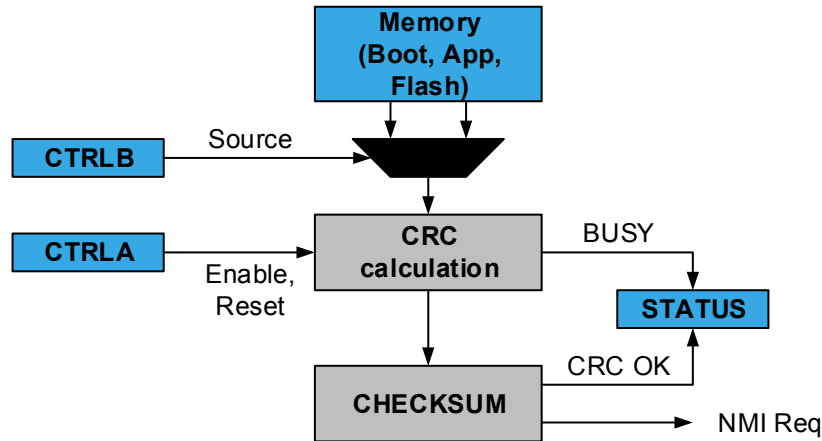 Memory
(Boot, App,
Flash)
Source
CTRLB
CTRLA
Enable,
Reset
CRC
calculation
BUSY
STATUS
CRC OK
CHECKSUM
NMI Req